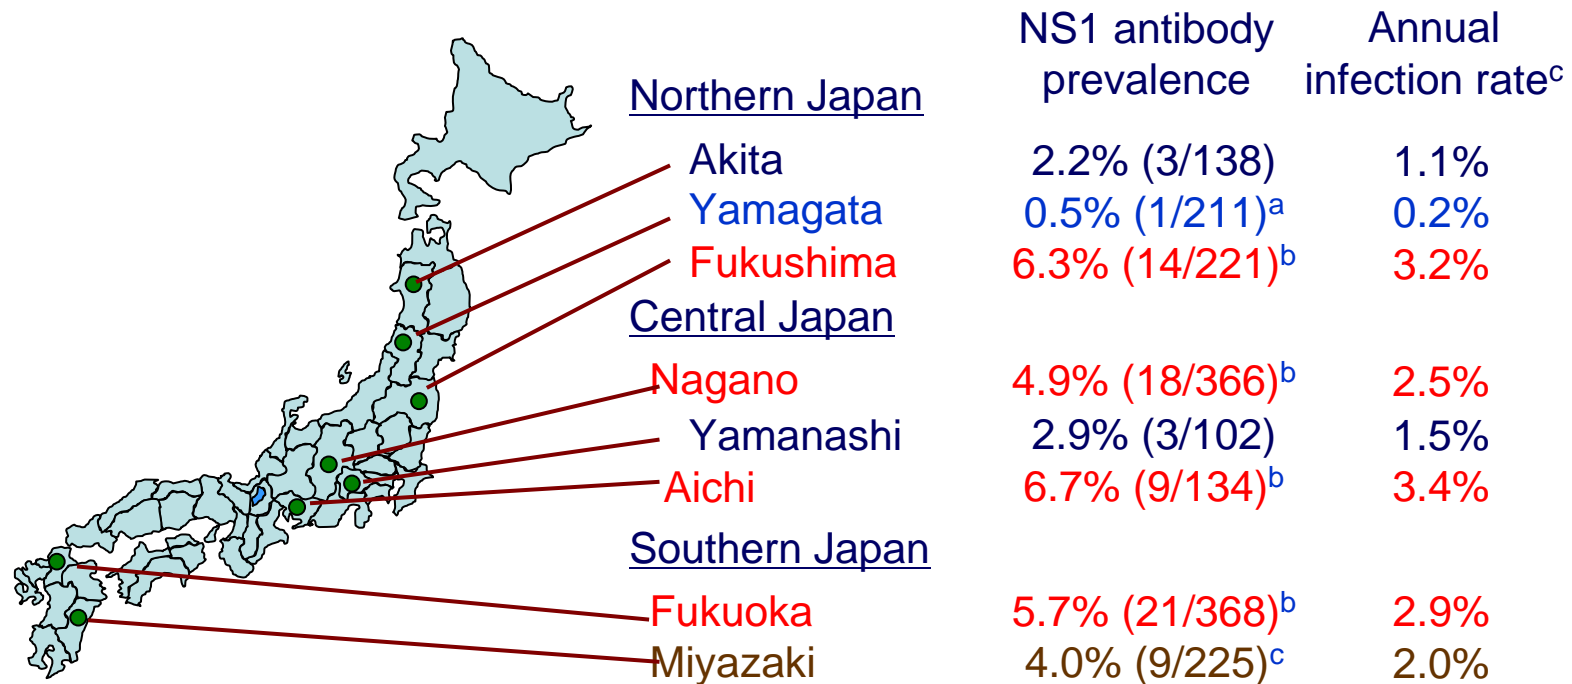 NS1 antibody prevalence Annual infection rateᶜ
Northern Japan
Akita 2.2% (3/138) 1.1%
Yamagata 0.5% (1/211)ᵃ 0.2%
Fukushima 6.3% (14/221)ᵇ 3.2%
Central Japan
Nagano 4.9% (18/366)ᵇ 2.5%
Yamanashi 2.9% (3/102) 1.5%
Aichi 6.7% (9/134)ᵇ 3.4%
Southern Japan
Fukuoka 5.7% (21/368)ᵇ 2.9%
Miyazaki 4.0% (9/225)ᶜ 2.0%